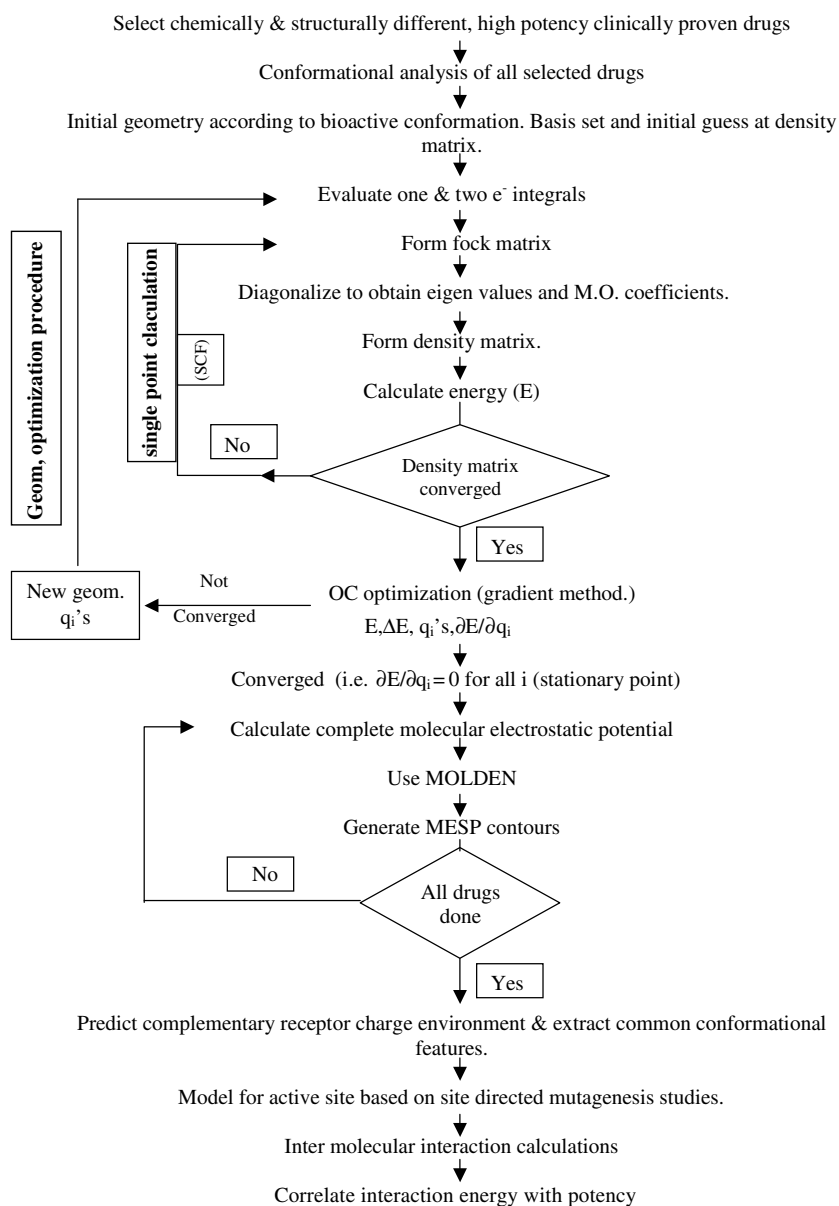 Select chemically & structurally different, high potency clinically proven drugs
Conformational analysis of all selected drugs
Initial geometry according to bioactive conformation. Basis set and initial guess at density
matrix.
Evaluate one & two e⁻ integrals
Form fock matrix
Diagonalize to obtain eigen values and M.O. coefficients.
Form density matrix.
Calculate energy (E)
Geom, optimization procedure
single point claculation
(SCF)
No
Density matrix
converged
Yes
New geom.
qᵢ's
Not
Converged
OC optimization (gradient method.)
E,ΔE, qᵢ's,∂E/∂qᵢ
Converged (i.e. ∂E/∂qᵢ=0 for all i (stationary point)
Calculate complete molecular electrostatic potential
Use MOLDEN
Generate MESP contours
No
All drugs
done
Yes
Predict complementary receptor charge environment & extract common conformational
features.
Model for active site based on site directed mutagenesis studies.
Inter molecular interaction calculations
Correlate interaction energy with potency